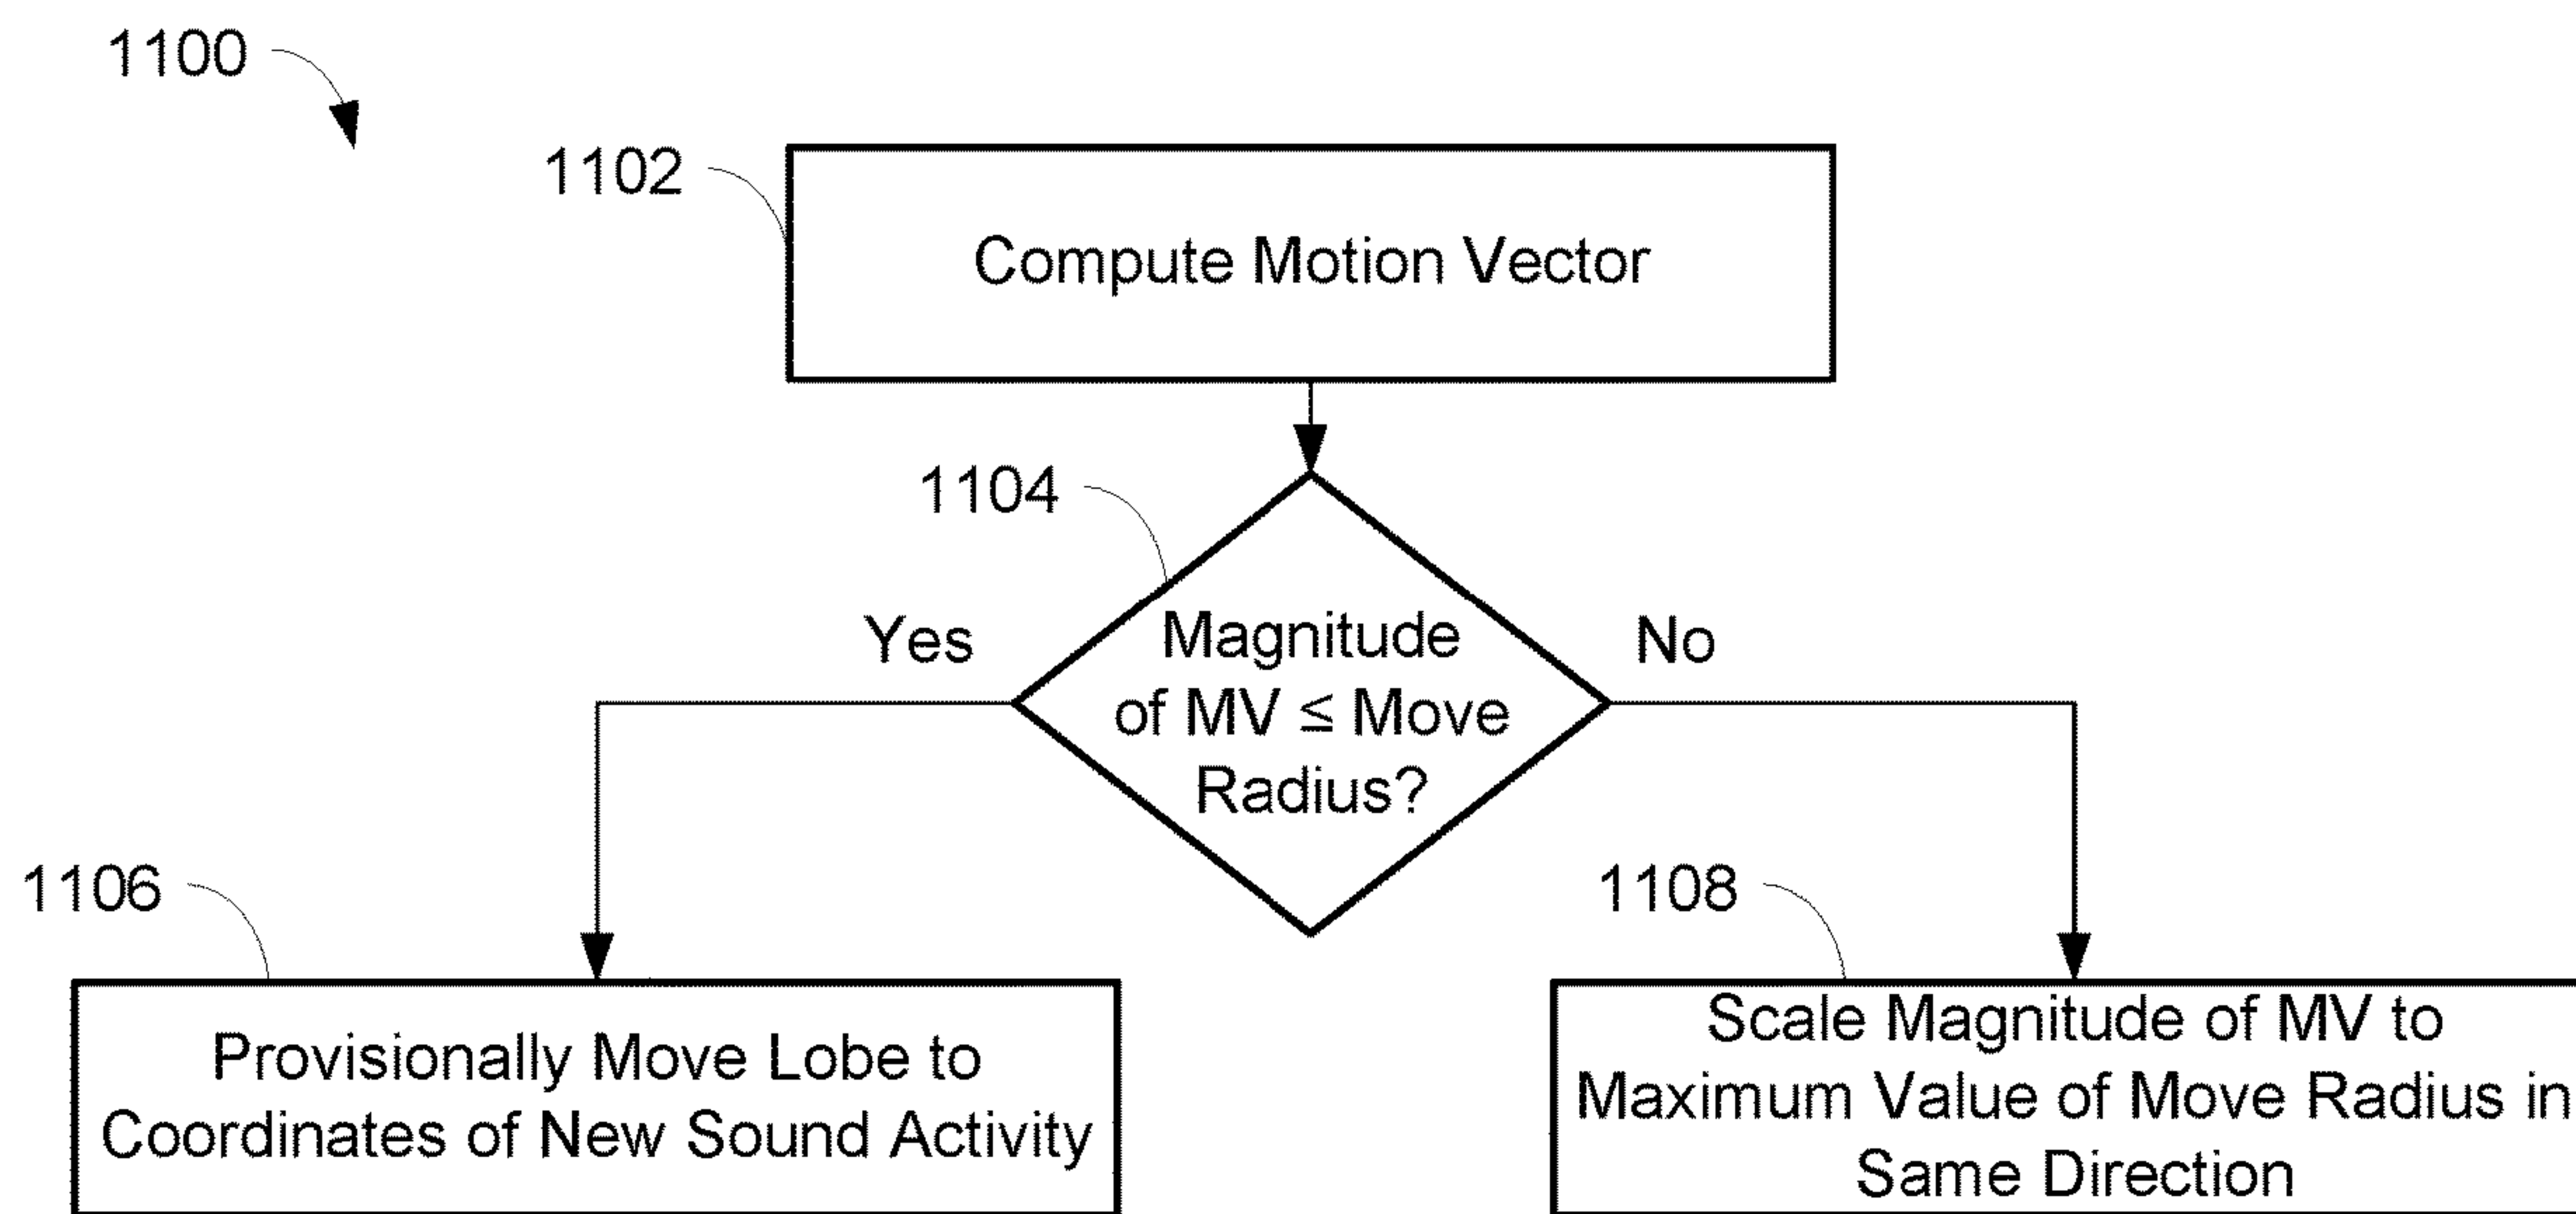 1100
1102
Compute Motion Vector
1104
Yes
Magnitude
of MV ≤ Move
Radius?
No
1106
Provisionally Move Lobe to
Coordinates of New Sound Activity
1108
Scale Magnitude of MV to
Maximum Value of Move Radius in
Same Direction